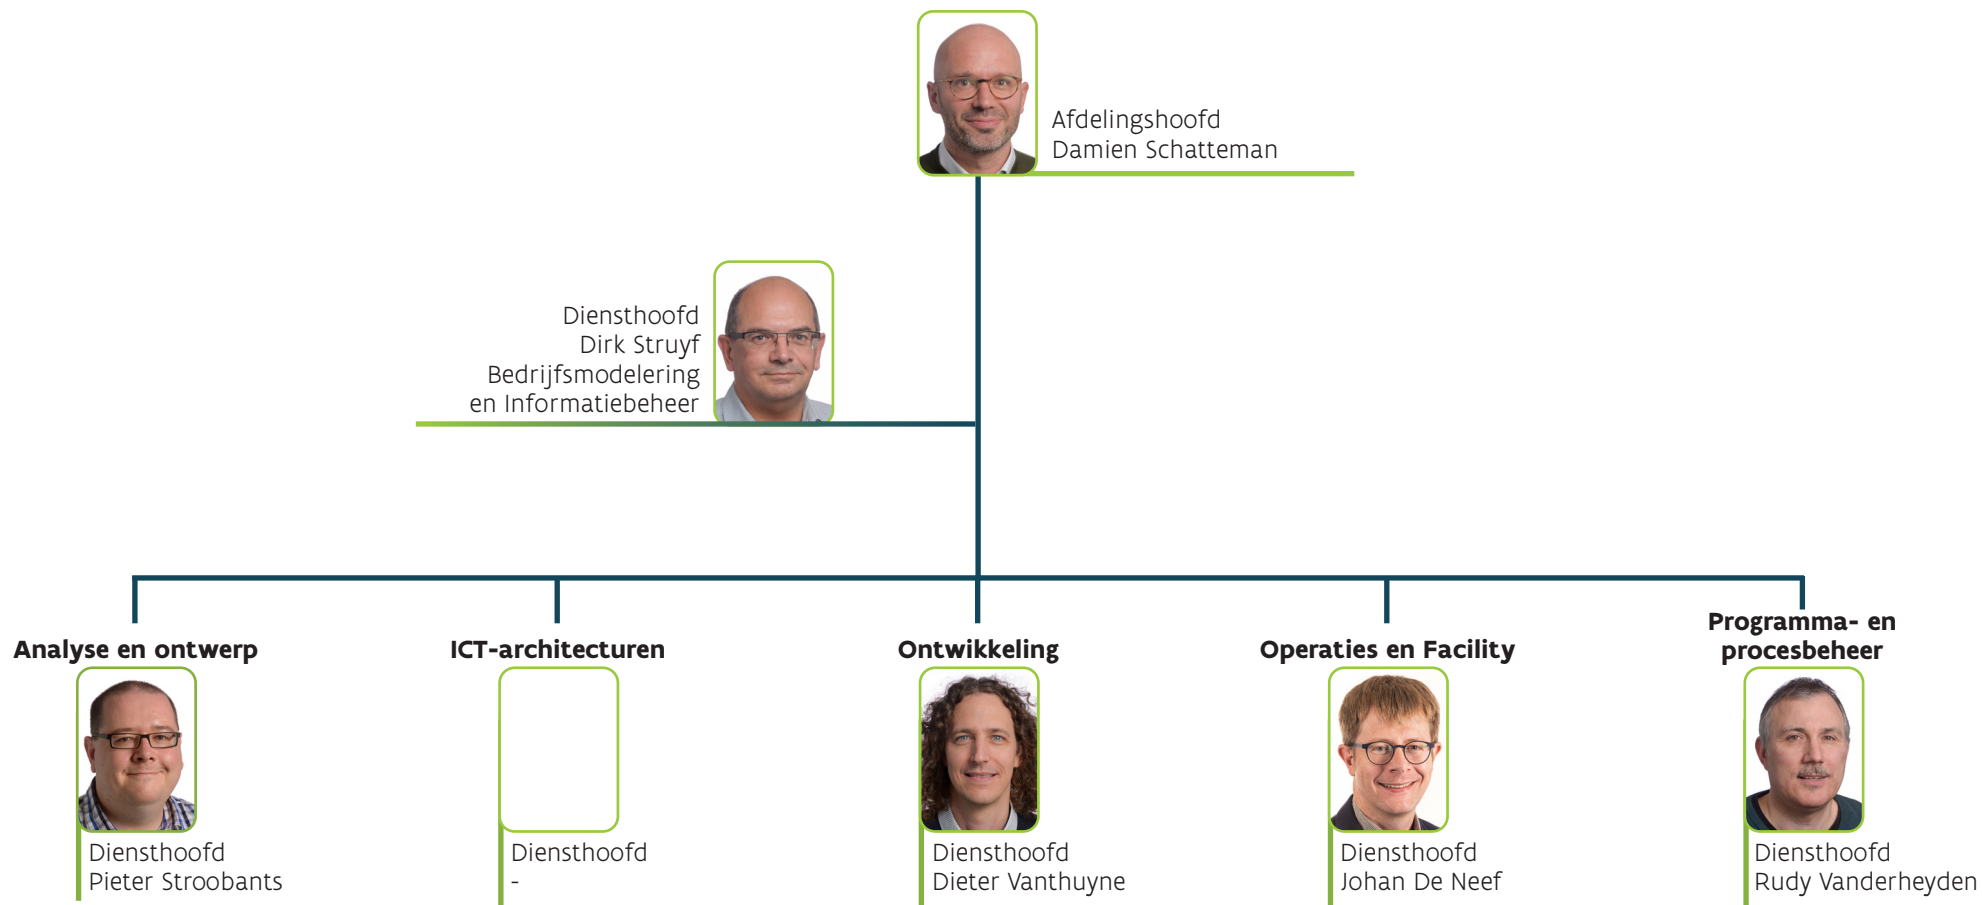 Afdelingshoofd
Damien Schatteman
Diensthoofd
Dirk Struyf
Bedrijfsmodelering
en Informatiebeheer
Analyse en ontwerp
Diensthoofd
Pieter Stroobants
ICT-architecturen
Diensthoofd
-
Ontwikkeling
Diensthoofd
Dieter Vanthuyne
Operaties en Facility
Diensthoofd
Johan De Neef
Programma- en
procesbeheer
Diensthoofd
Rudy Vanderheyden